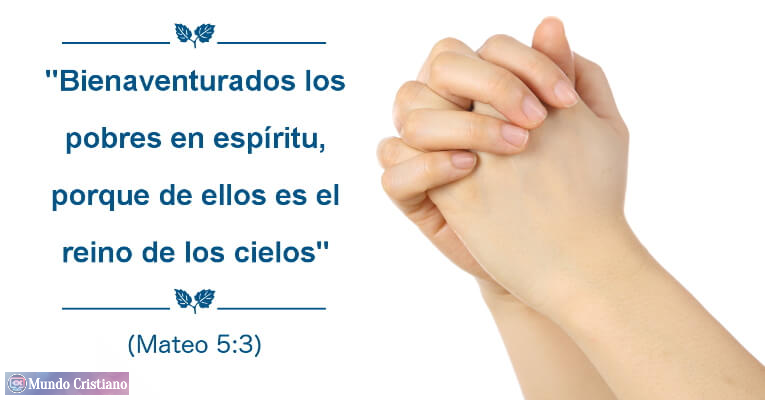 "Bienaventurados los
pobres en espíritu,
porque de ellos es el
reino de los cielos"
(Mateo 5:3)
Mundo Cristiano